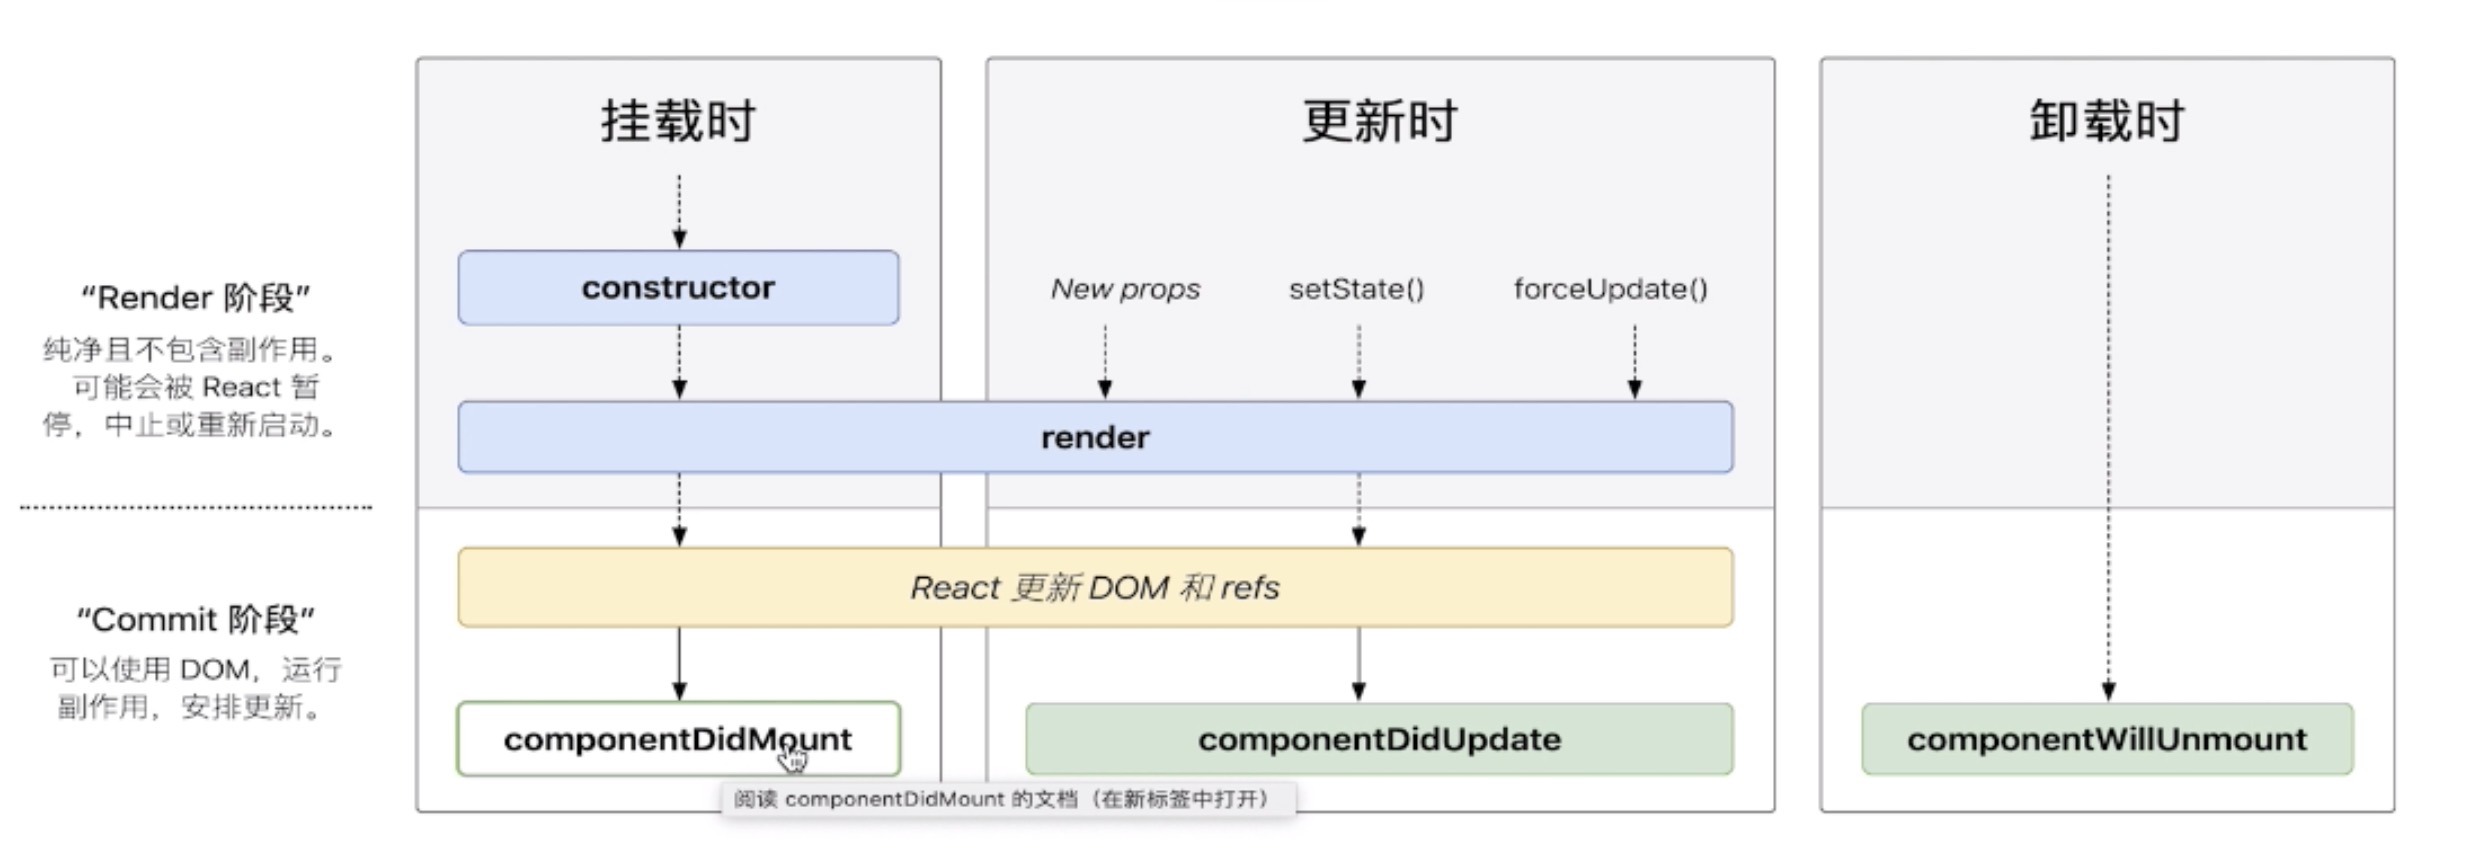 挂载时
更新时
卸载时
“Render 阶段”
纯净且不包含副作用。
可能会被 React 暂
停，中止或重新启动。
constructor
New props
setState()
forceUpdate()
render
“Commit 阶段”
可以使用 DOM，运行
副作用，安排更新。
React 更新 DOM 和 refs
componentDidMount
componentDidUpdate
componentWillUnmount
阅读 componentDidMount 的文档（在新标签中打开）